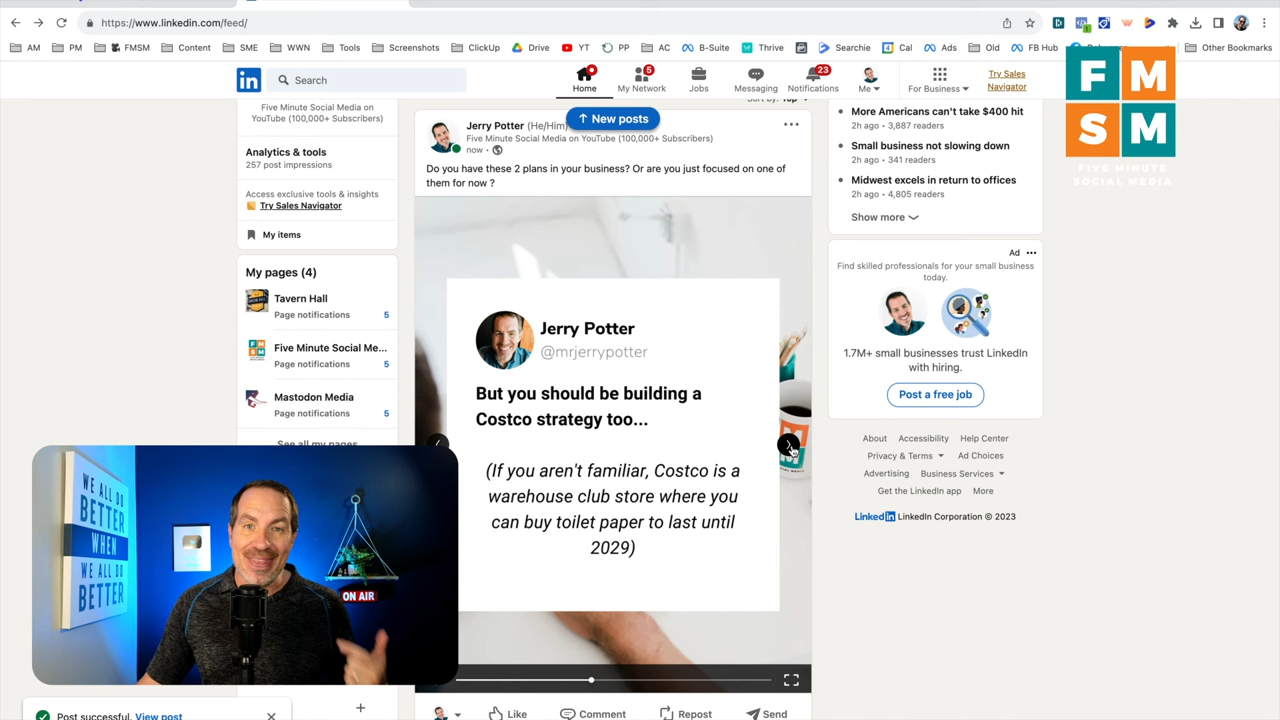 https://www.linkedin.com/feed/
AM
PM
FMSM
Content
SME
WWN
Tools
Screenshots
ClickUp
Drive
YT
PP
AC
B-Suite
Thrive
Searchie
Cal
Ads
Old
FB Hub
Other Bookmarks
in
Search
Home
5
My Network
Jobs
Messaging
23
Notifications
Me
For Business
Try Sales
Navigator
Five Minute Social Media on
YouTube (100,000+ Subscribers)
Analytics & tools
257 post impressions
Access exclusive tools & insights
Try Sales Navigator
My items
My pages (4)
Tavern Hall
Page notifications 5
Five Minute Social Me...
Page notifications 5
Mastodon Media
Page notifications 5
See all my pages
New posts
Jerry Potter (He/Him)
Five Minute Social Media on YouTube (100,000+ Subscribers)
now •
Do you have these 2 plans in your business? Or are you just focused on one of
them for now ?
Jerry Potter
@mrjerrypotter
But you should be building a
Costco strategy too...
(If you aren't familiar, Costco is a
warehouse club store where you
can buy toilet paper to last until
2029)
Like
Comment
Repost
Send
More Americans can't take $400 hit
2h ago • 3,887 readers
Small business not slowing down
2h ago • 341 readers
Midwest excels in return to offices
2h ago • 4,805 readers
Show more
Ad
Find skilled professionals for your small business
today.
1.7M+ small businesses trust LinkedIn
with hiring.
Post a free job
About Accessibility Help Center
Privacy & Terms Ad Choices
Advertising Business Services
Get the LinkedIn app More
LinkedIn LinkedIn Corporation © 2023
F M
S M
FIVE MINUTE
SOCIAL MEDIA
WE ALL DO
BETTER
WHEN
WE ALL DO
BETTER
ON AIR
Post successful. View post